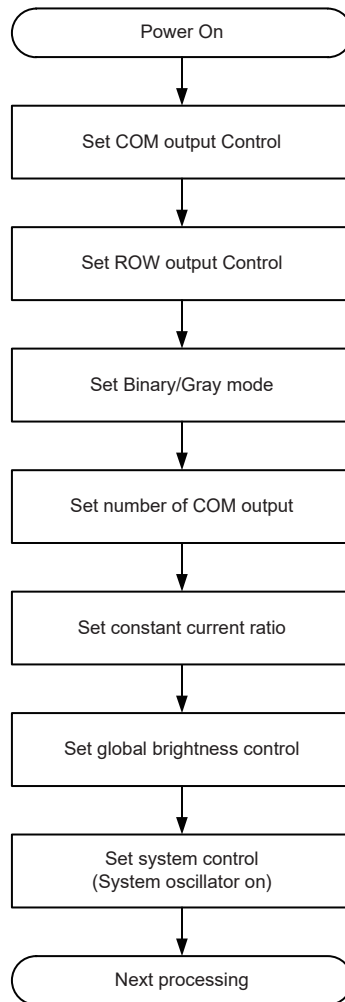 Power On
Set COM output Control
Set ROW output Control
Set Binary/Gray mode
Set number of COM output
Set constant current ratio
Set global brightness control
Set system control
(System oscillator on)
Next processing